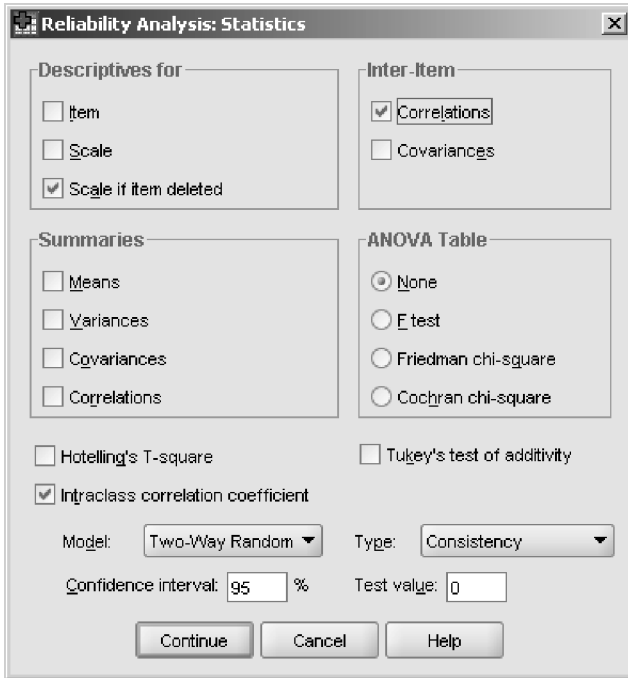 Reliability Analysis: Statistics
Descriptives for
Item
Scale
Scale if item deleted
Inter-Item
Correlations
Covariances
Summaries
Means
Variances
Covariances
Correlations
ANOVA Table
None
F test
Friedman chi-square
Cochran chi-square
Hotelling's T-square
Tukey's test of additivity
Intraclass correlation coefficient
Model: Two-Way Random Type: Consistency
Confidence interval: 95 % Test value: 0
Continue Cancel Help